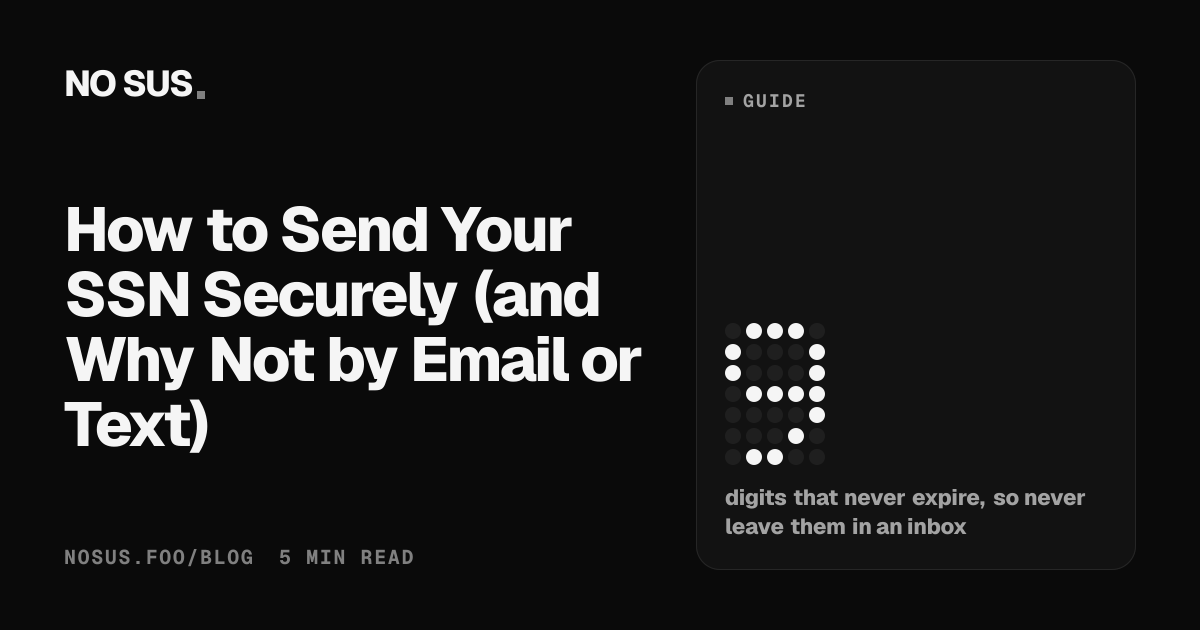 NO SUS.
How to Send Your
SSN Securely (and
Why Not by Email or
Text)
NOSUS.FOO/BLOG 5 MIN READ
GUIDE
9
digits that never expire, so never
leave them in an inbox